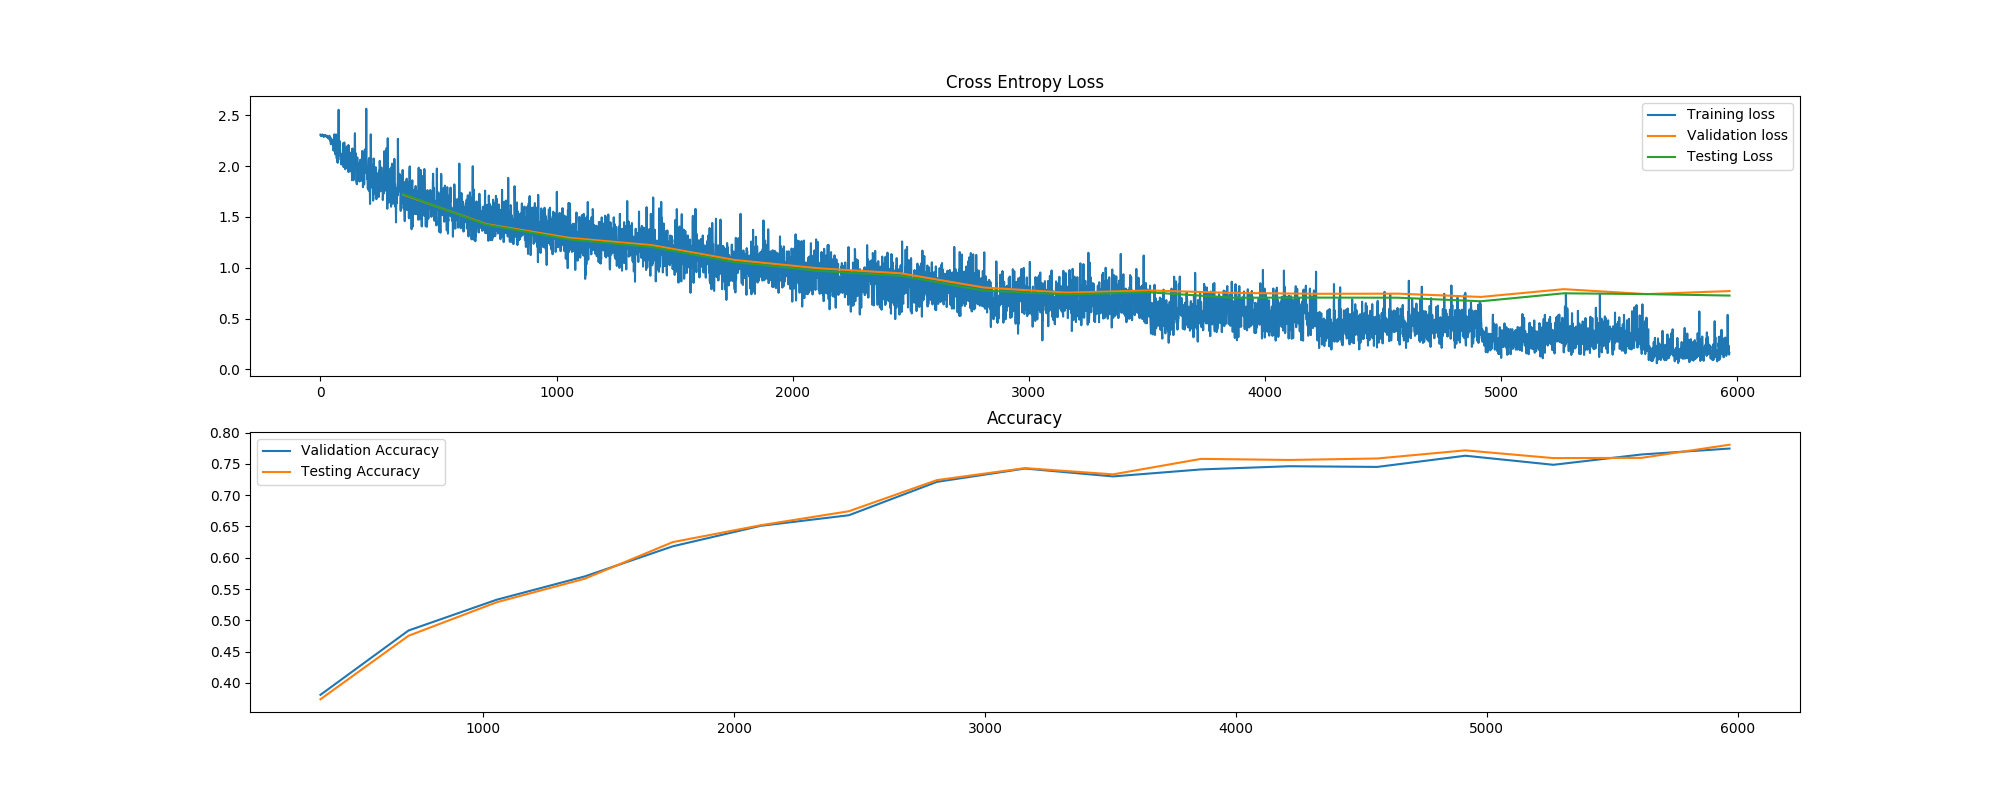 Cross Entropy Loss
2.5
2.0
1.5
1.0
0.5
0.0
Training loss
Validation loss
Testing Loss
0 1000 2000 3000 4000 5000 6000
Accuracy
0.80
0.75
0.70
0.65
0.60
0.55
0.50
0.45
0.40
Validation Accuracy
Testing Accuracy
1000 2000 3000 4000 5000 6000